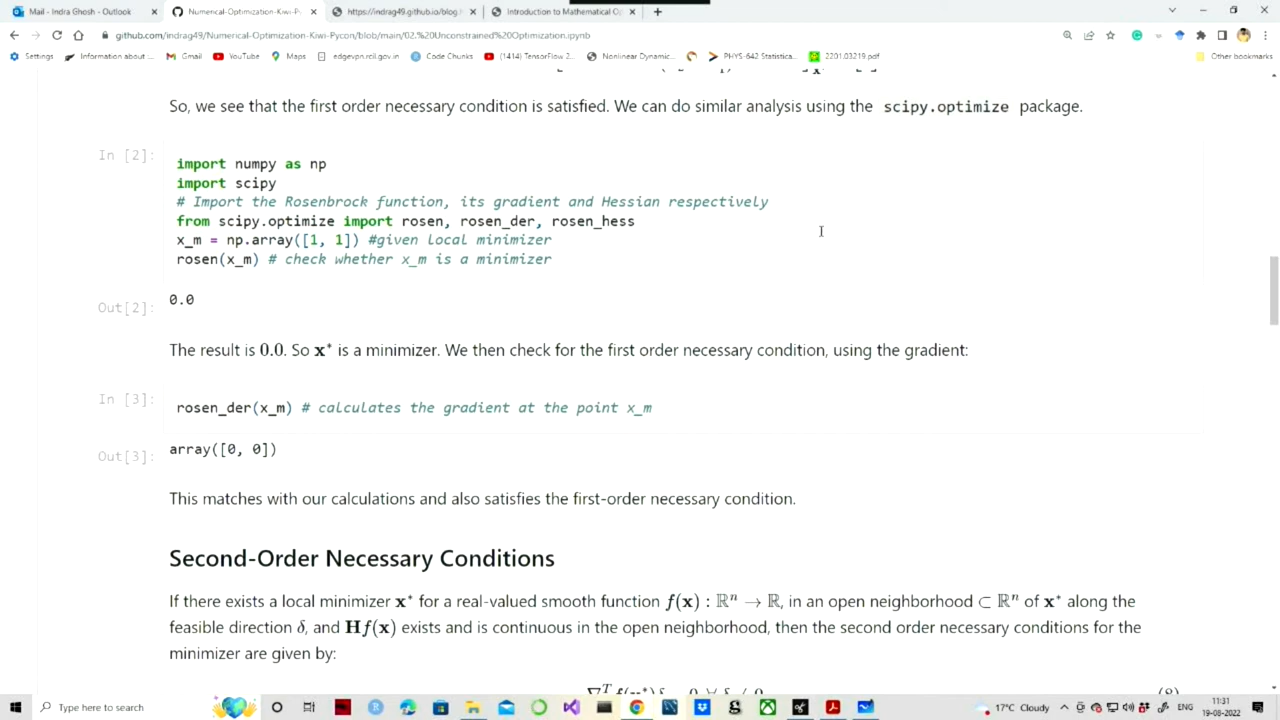 Mail - Indra Ghosh - Outlook
Numerical-Optimization-Kiwi-Py
https://indrag49.github.io/blog.h
Introduction to Mathematical Op
github.com/indrag49/Numerical-Optimization-Kiwi-Pycon/blob/main/02.%20Unconstrained%20Optimization.ipynb
Settings Information about ... Gmail YouTube Maps edgevpn.rcil.gov.in Code Chunks (1414) TensorFlow 2... Nonlinear Dynamic... PHYS-642 Statistica... 2201.03219.pdf Other bookmarks
So, we see that the first order necessary condition is satisfied. We can do similar analysis using the scipy.optimize package.
In [2]:
import numpy as np
import scipy
# Import the Rosenbrock function, its gradient and Hessian respectively
from scipy.optimize import rosen, rosen_der, rosen_hess
x_m = np.array([1, 1]) #given local minimizer
rosen(x_m) # check whether x_m is a minimizer
Out[2]: 0.0
The result is 0.0. So x* is a minimizer. We then check for the first order necessary condition, using the gradient:
In [3]:
rosen_der(x_m) # calculates the gradient at the point x_m
Out[3]: array([0, 0])
This matches with our calculations and also satisfies the first-order necessary condition.
Second-Order Necessary Conditions
If there exists a local minimizer x* for a real-valued smooth function f(x) : ℝⁿ → ℝ, in an open neighborhood ⊂ ℝⁿ of x* along the
feasible direction δ, and Hf(x) exists and is continuous in the open neighborhood, then the second order necessary conditions for the
minimizer are given by:
Type here to search
17°C Cloudy
ENG
11:31
19-08-2022